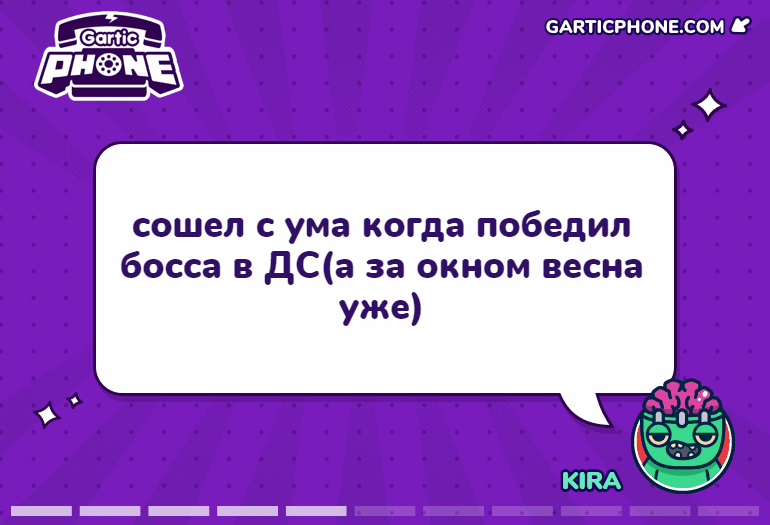 Gartic
PHONE
GARTICPHONE.COM
сошел с ума когда победил
босса в ДС(а за окном весна
уже)
KIRA